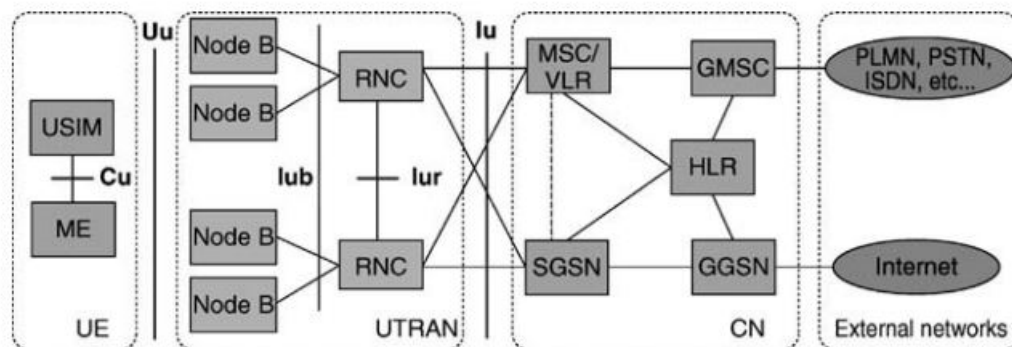 Uu
Iu
Node B
Node B
RNC
MSC/
VLR
GMSC
PLMN, PSTN,
ISDN, etc...
USIM
Cu
ME
Iub
Iur
HLR
Node B
Node B
RNC
SGSN
GGSN
Internet
UE
UTRAN
CN
External networks